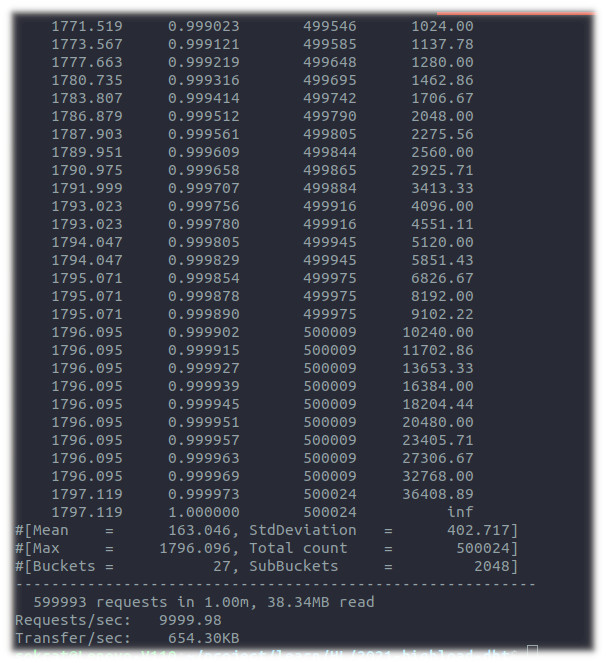 1771.519 0.999023 499546 1024.00
1773.567 0.999121 499585 1137.78
1777.663 0.999219 499648 1280.00
1780.735 0.999316 499695 1462.86
1783.807 0.999414 499742 1706.67
1786.879 0.999512 499790 2048.00
1787.903 0.999561 499805 2275.56
1789.951 0.999609 499844 2560.00
1790.975 0.999658 499865 2925.71
1791.999 0.999707 499884 3413.33
1793.023 0.999756 499916 4096.00
1793.023 0.999780 499916 4551.11
1794.047 0.999805 499945 5120.00
1794.047 0.999829 499945 5851.43
1795.071 0.999854 499975 6826.67
1795.071 0.999878 499975 8192.00
1795.071 0.999890 499975 9102.22
1796.095 0.999902 500009 10240.00
1796.095 0.999915 500009 11702.86
1796.095 0.999927 500009 13653.33
1796.095 0.999939 500009 16384.00
1796.095 0.999945 500009 18204.44
1796.095 0.999951 500009 20480.00
1796.095 0.999957 500009 23405.71
1796.095 0.999963 500009 27306.67
1796.095 0.999969 500009 32768.00
1797.119 0.999973 500024 36408.89
1797.119 1.000000 500024 inf
#[Mean = 163.046, StdDeviation = 402.717]
#[Max = 1796.096, Total count = 500024]
#[Buckets = 27, SubBuckets = 2048]
----------------------------------------------------------
599993 requests in 1.00m, 38.34MB read
Requests/sec: 9999.98
Transfer/sec: 654.30KB